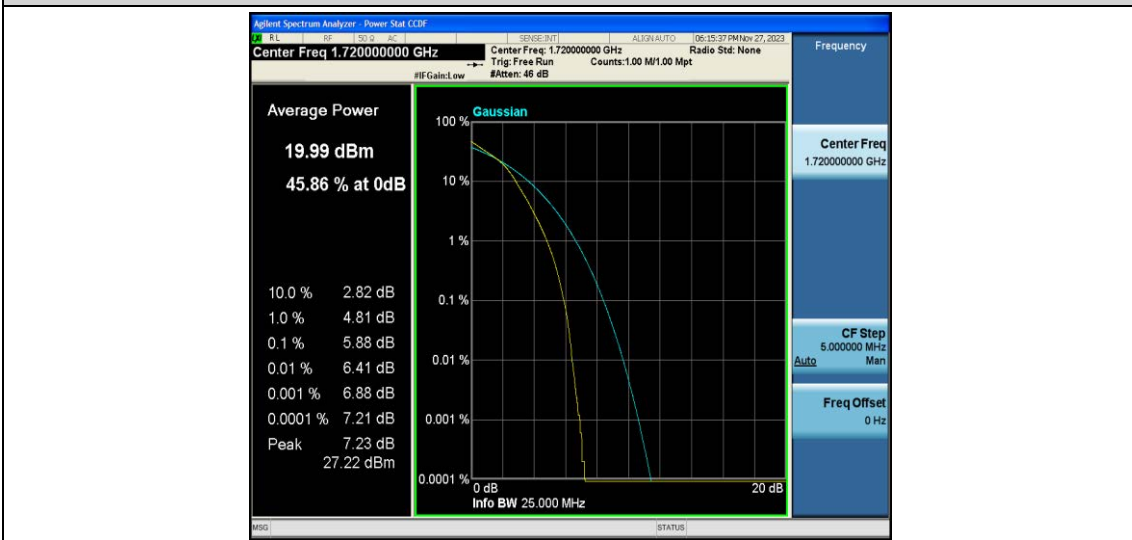 Agilent Spectrum Analyzer - Power Stat CCDF
RL RF 50 Ω AC SENSE:INT ALIGN AUTO 06:15:37 PM Nov 27, 2023
Center Freq 1.720000000 GHz
Center Freq: 1.720000000 GHz Radio Std: None
Trig: Free Run Counts:1.00 M/1.00 Mpt
#IFGain:Low #Atten: 46 dB
Frequency
Average Power
19.99 dBm
45.86 % at 0dB
10.0 % 2.82 dB
1.0 % 4.81 dB
0.1 % 5.88 dB
0.01 % 6.41 dB
0.001 % 6.88 dB
0.0001 % 7.21 dB
Peak 7.23 dB
27.22 dBm
Gaussian
100 %
10 %
1 %
0.1 %
0.01 %
0.001 %
0.0001 %
0 dB 20 dB
Info BW 25.000 MHz
Center Freq
1.720000000 GHz
CF Step
5.000000 MHz
Auto Man
Freq Offset
0 Hz
MSG STATUS